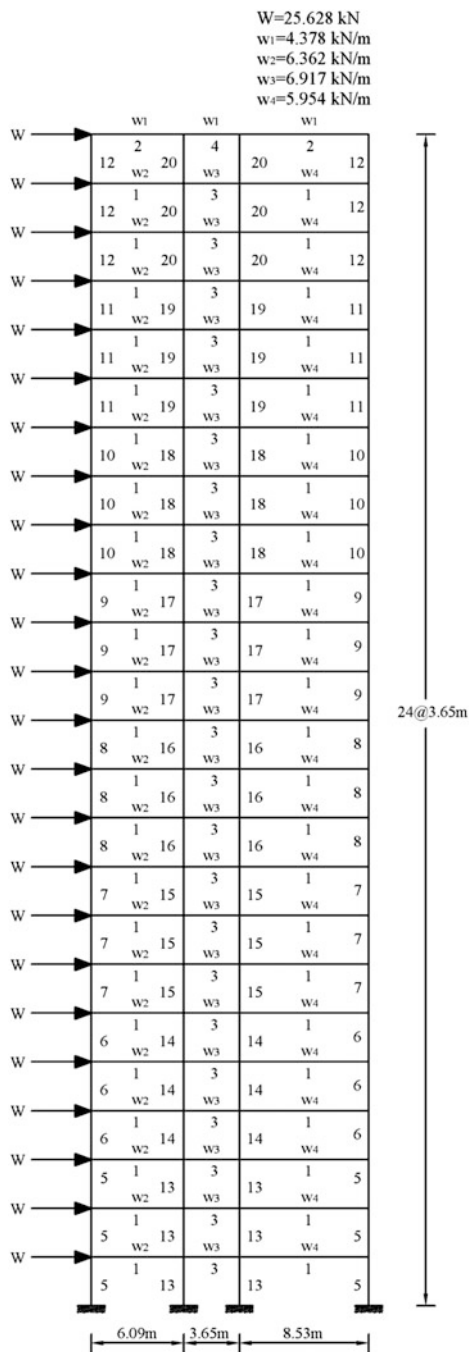 W=25.628 kN
w1=4.378 kN/m
w2=6.362 kN/m
w3=6.917 kN/m
w4=5.954 kN/m
w1 w1 w1
W
2 4 2
12 20 20 12
w2 w3 w4
W
1 3 1
12 20 20 12
w2 w3 w4
W
1 3 1
12 20 20 12
w2 w3 w4
W
1 3 1
11 19 19 11
w2 w3 w4
W
1 3 1
11 19 19 11
w2 w3 w4
W
1 3 1
11 19 19 11
w2 w3 w4
W
1 3 1
10 18 18 10
w2 w3 w4
W
1 3 1
10 18 18 10
w2 w3 w4
W
1 3 1
10 18 18 10
w2 w3 w4
W
1 3 1
9 17 17 9
w2 w3 w4
W
1 3 1
9 17 17 9
w2 w3 w4
W
1 3 1
9 17 17 9
w2 w3 w4
24@3.65m
W
1 3 1
8 16 16 8
w2 w3 w4
W
1 3 1
8 16 16 8
w2 w3 w4
W
1 3 1
8 16 16 8
w2 w3 w4
W
1 3 1
7 15 15 7
w2 w3 w4
W
1 3 1
7 15 15 7
w2 w3 w4
W
1 3 1
7 15 15 7
w2 w3 w4
W
1 3 1
6 14 14 6
w2 w3 w4
W
1 3 1
6 14 14 6
w2 w3 w4
W
1 3 1
6 14 14 6
w2 w3 w4
W
1 3 1
5 13 13 5
w2 w3 w4
W
1 3 1
5 13 13 5
w2 w3 w4
W
1 3 1
5 13 13 5
6.09m 3.65m 8.53m